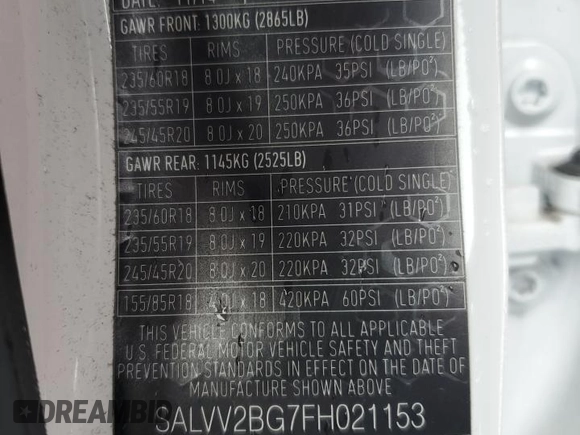 GAWR FRONT: 1300KG (2865LB)
TIRES RIMS PRESSURE (COLD SINGLE)
235/60R18 8.0J x 18 240KPA 35PSI (LB/PO²)
235/55R19 8.0J x 19 250KPA 36PSI (LB/PO²)
245/45R20 8.0J x 20 250KPA 36PSI (LB/PO²)
GAWR REAR: 1145KG (2525LB)
TIRES RIMS PRESSURE (COLD SINGLE)
235/60R18 8.0J x 18 210KPA 31PSI (LB/PO²)
235/55R19 8.0J x 19 220KPA 32PSI (LB/PO²)
245/45R20 8.0J x 20 220KPA 32PSI (LB/PO²)
155/85R18 4.0J x 18 420KPA 60PSI (LB/PO²)
THIS VEHICLE CONFORMS TO ALL APPLICABLE
U.S. FEDERAL MOTOR VEHICLE SAFETY AND THEFT
PREVENTION STANDARDS IN EFFECT ON THE DATE OF
MANUFACTURE SHOWN ABOVE
SALVV2BG7FH021153
DEALER